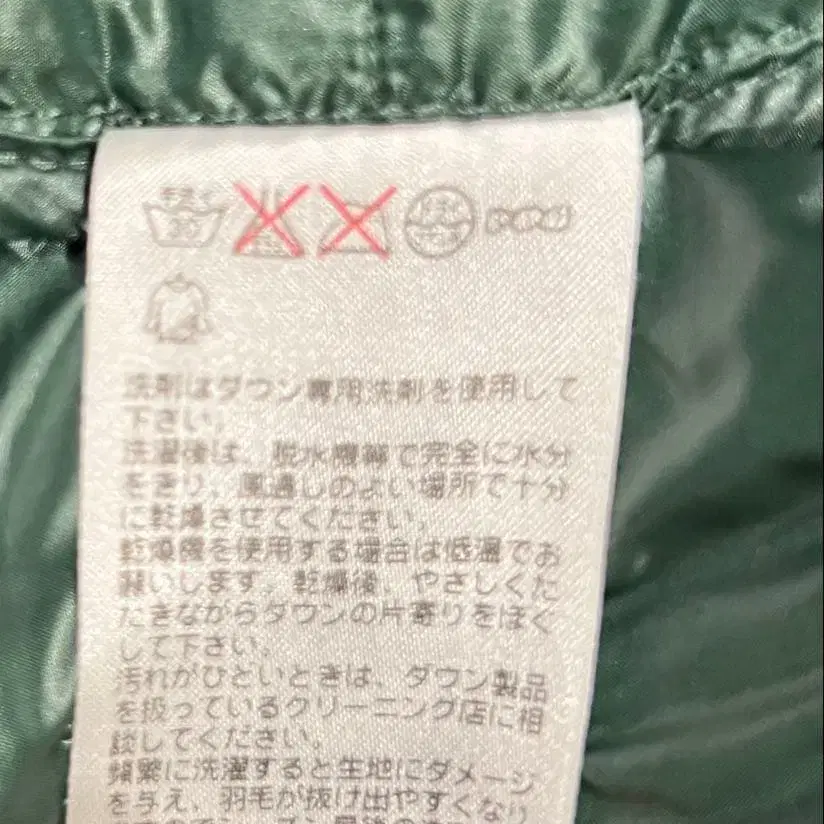 手洗イ
30
洗剤はダウン専用洗剤を使用して
下さい。
洗濯後は、脱水機等で完全に水分
をきり、風通しのよい場所で十分
に乾燥させてください。
乾燥機を使用する場合は低温でお
願いします。乾燥後、やさしくた
たきながらダウンの片寄りをほぐ
して下さい。
汚れがひどいときは、ダウン製品
を扱っているクリーニング店に相
談してください。
頻繁に洗濯すると生地にダメージ
を与え、羽毛が抜け出やすくなり